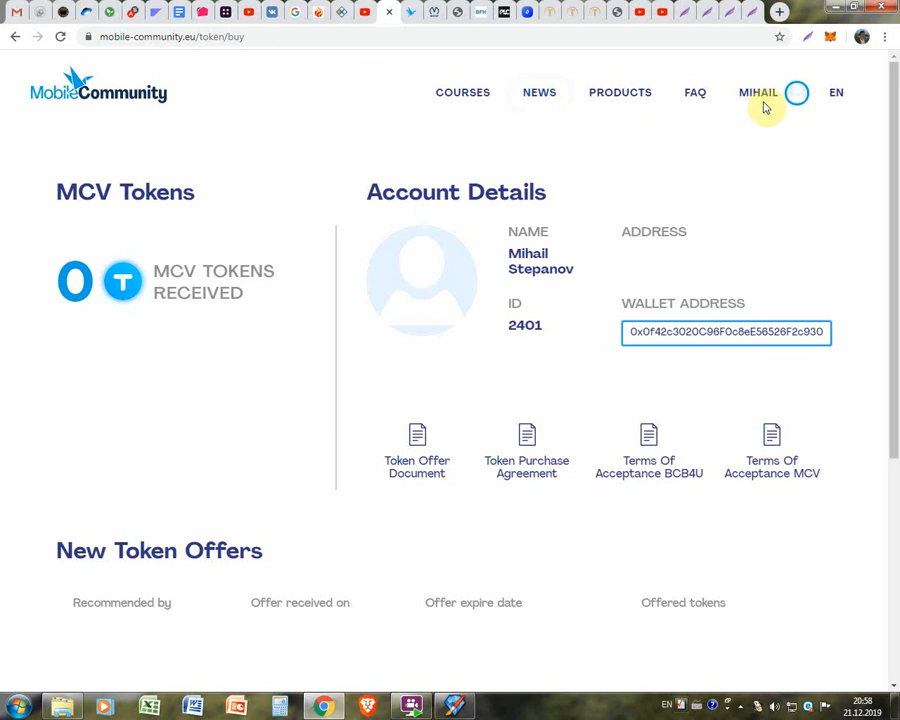 mobile-community.eu/token/buy
MobileCommunity
COURSES
NEWS
PRODUCTS
FAQ
MIHAIL
EN
MCV Tokens
0 T MCV TOKENS
RECEIVED
Account Details
NAME
Mihail
Stepanov
ID
2401
ADDRESS
WALLET ADDRESS
0x0f42c3020C96F0c8eE56526F2c930
Token Offer
Document
Token Purchase
Agreement
Terms Of
Acceptance BCB4U
Terms Of
Acceptance MCV
New Token Offers
Recommended by
Offer received on
Offer expire date
Offered tokens
EN
20:58
21.12.2019